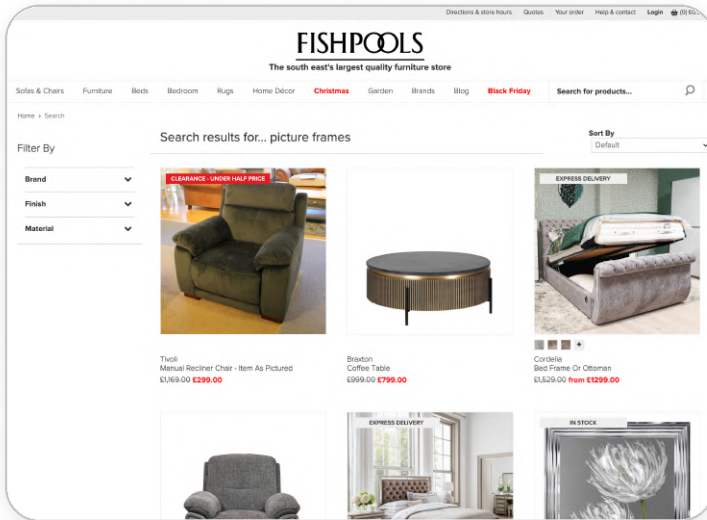 Directions & store hours Quotes Your order Help & contact Login (0)
FISHPOOLS
The south east's largest quality furniture store
Sofas & Chairs Furniture Beds Bedroom Rugs Home Décor Christmas Garden Brands Blog Black Friday Search for products...
Home › Search
Filter By
Search results for... picture frames
Sort By
Default
Brand
Finish
Material
CLEARANCE - UNDER HALF PRICE
EXPRESS DELIVERY
Tivoli
Manual Recliner Chair - Item As Pictured
£1,169.00 £299.00
Braxton
Coffee Table
£999.00 £799.00
+
Cordelia
Bed Frame Or Ottoman
£1,529.00 from £1299.00
EXPRESS DELIVERY
IN STOCK